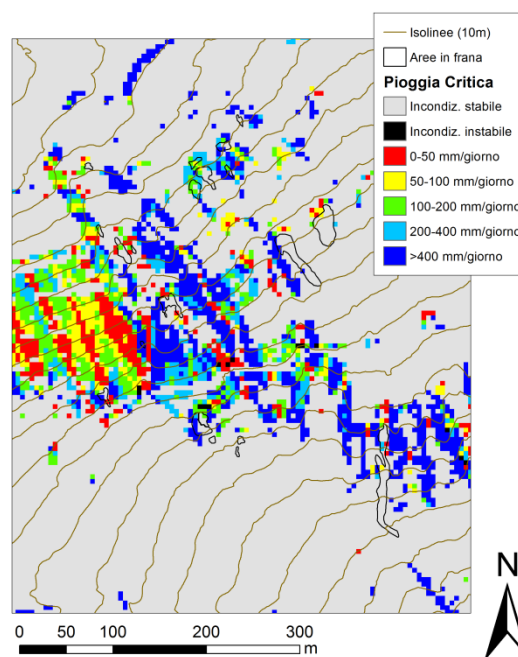 Isolinee (10m)
Aree in frana
Pioggia Critica
Incondiz. stabile
Incondiz. instabile
0-50 mm/giorno
50-100 mm/giorno
100-200 mm/giorno
200-400 mm/giorno
>400 mm/giorno
N
0 50 100 200 300
m